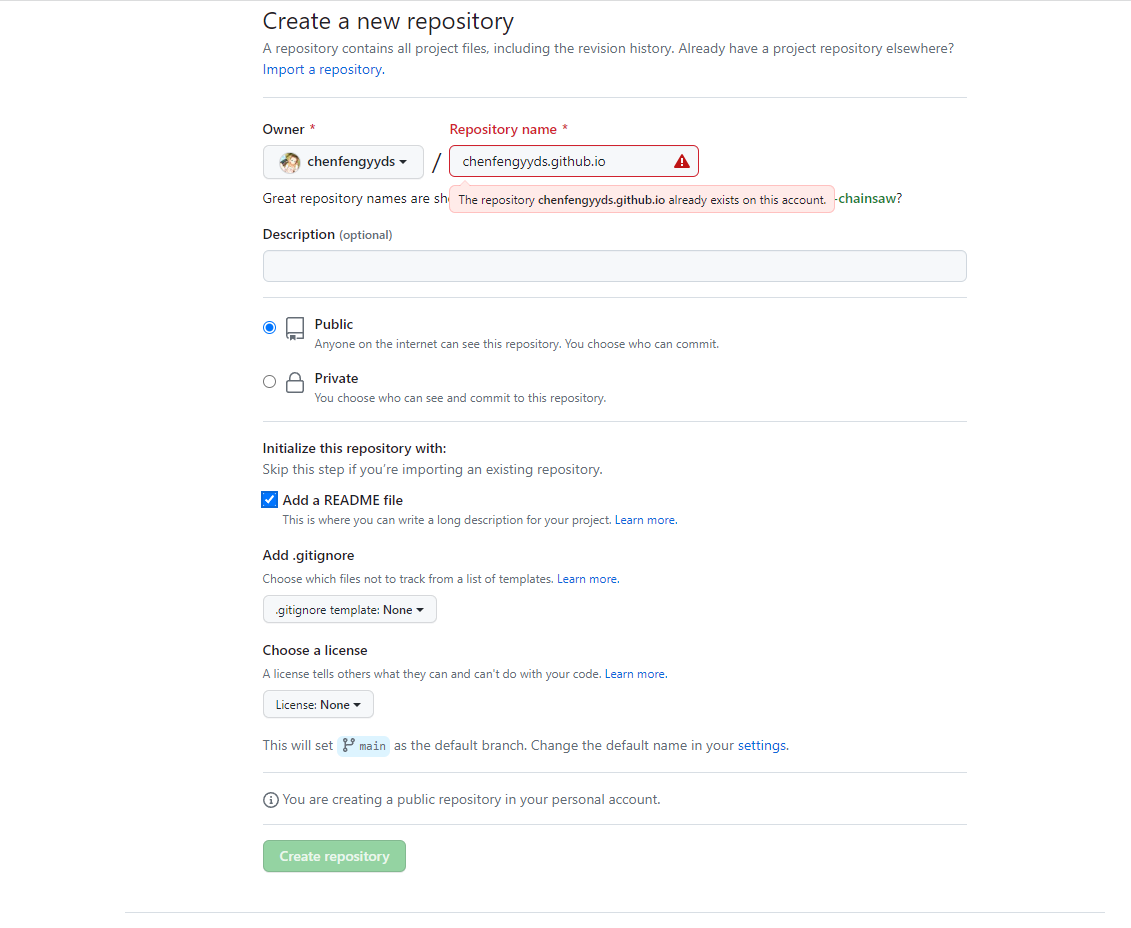 Create a new repository
A repository contains all project files, including the revision history. Already have a project repository elsewhere?
Import a repository.
Owner *
Repository name *
chenfengyyds
/
chenfengyyds.github.io
Great repository names are sh
The repository chenfengyyds.github.io already exists on this account.
-chainsaw?
Description (optional)
Public
Anyone on the internet can see this repository. You choose who can commit.
Private
You choose who can see and commit to this repository.
Initialize this repository with:
Skip this step if you’re importing an existing repository.
Add a README file
This is where you can write a long description for your project. Learn more.
Add .gitignore
Choose which files not to track from a list of templates. Learn more.
.gitignore template: None
Choose a license
A license tells others what they can and can't do with your code. Learn more.
License: None
This will set main as the default branch. Change the default name in your settings.
You are creating a public repository in your personal account.
Create repository